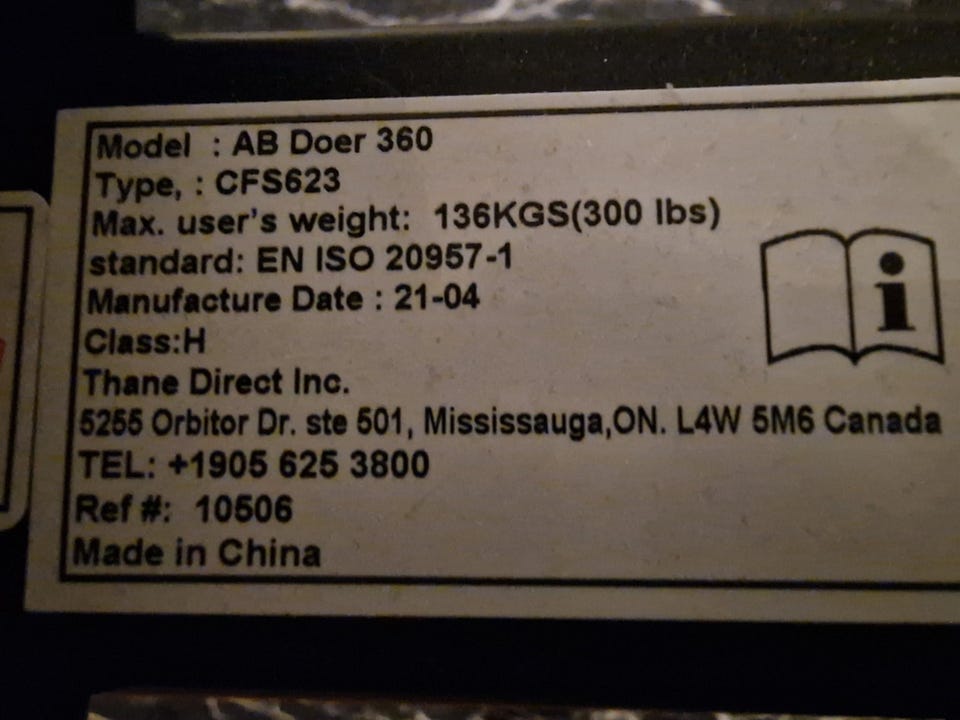 Model : AB Doer 360
Type, : CFS623
Max. user's weight: 136KGS(300 lbs)
standard: EN ISO 20957-1
Manufacture Date : 21-04
Class:H
Thane Direct Inc.
5255 Orbitor Dr. ste 501, Mississauga,ON. L4W 5M6 Canada
TEL: +1905 625 3800
Ref #: 10506
Made in China